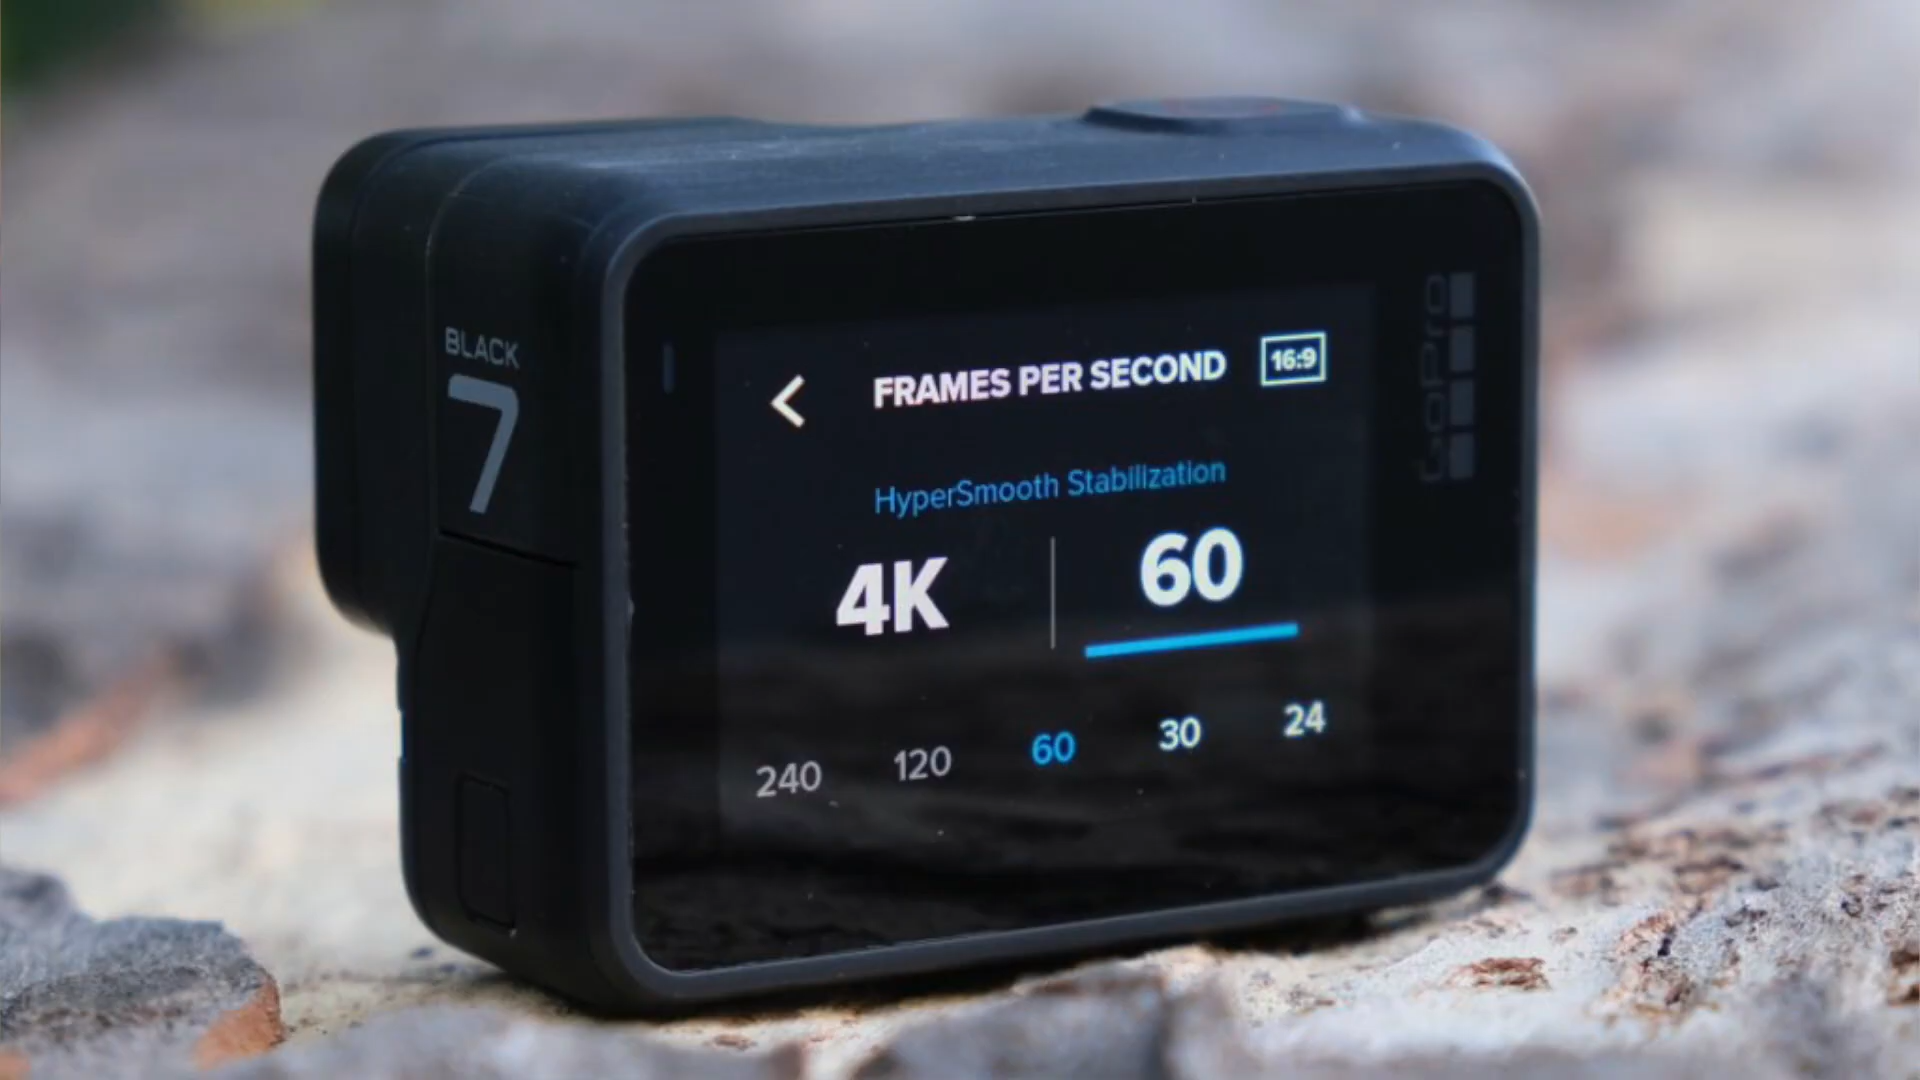 BLACK
7
FRAMES PER SECOND 16:9
HyperSmooth Stabilization
4K 60
240 120 60 30 24
GoPro